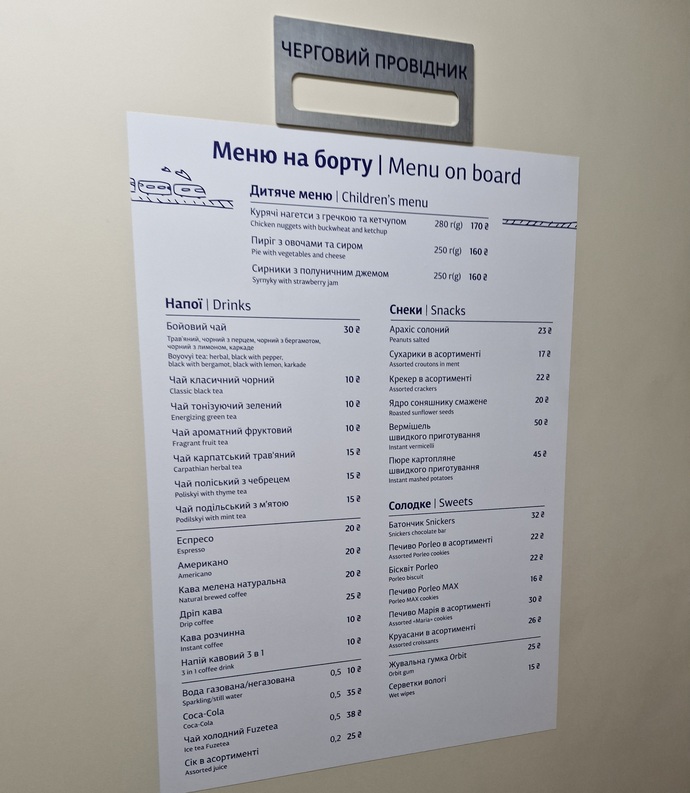 ЧЕРГОВИЙ ПРОВІДНИК
Меню на борту | Menu on board
Дитяче меню | Children's menu
Курячі нагетси з гречкою та кетчупом 280 г(g) 170 ₴
Chicken nuggets with buckwheat and ketchup
Пиріг з овочами та сиром 250 г(g) 160 ₴
Pie with vegetables and cheese
Сирники з полуничним джемом 250 г(g) 160 ₴
Syrnyky with strawberry jam
Напої | Drinks
Бойовий чай 30 ₴
Трав'яний, чорний з перцем, чорний з бергамотом,
чорний з лимоном, каркаде
Boyovyi tea: herbal, black with pepper,
black with bergamot, black with lemon, karkade
Чай класичний чорний 10 ₴
Classic black tea
Чай тонізуючий зелений 10 ₴
Energizing green tea
Чай ароматний фруктовий 10 ₴
Fragrant fruit tea
Чай карпатський трав'яний 15 ₴
Carpathian herbal tea
Чай поліський з чебрецем 15 ₴
Poliskyi with thyme tea
Чай подільський з м'ятою 15 ₴
Podilskyi with mint tea
Еспресо 20 ₴
Espresso
Американо 20 ₴
Americano
Кава мелена натуральна 20 ₴
Natural brewed coffee
Дріп кава 25 ₴
Drip coffee
Кава розчинна 10 ₴
Instant coffee
Напій кавовий 3 в 1 10 ₴
3 in 1 coffee drink
Вода газована/негазована 0,5 10 ₴
Sparkling/still water
Coca-Cola 0,5 35 ₴
Coca-Cola
Чай холодний Fuzetea 0,5 38 ₴
Ice tea Fuzetea
Сік в асортименті 0,2 25 ₴
Assorted juice
Снеки | Snacks
Арахіс солоний 23 ₴
Peanuts salted
Сухарики в асортименті 17 ₴
Assorted croutons in ment
Крекер в асортименті 22 ₴
Assorted crackers
Ядро соняшнику смажене 20 ₴
Roasted sunflower seeds
Вермішель 50 ₴
швидкого приготування
Instant vermicelli
Пюре картопляне 45 ₴
швидкого приготування
Instant mashed potatoes
Солодке | Sweets
Батончик Snickers 32 ₴
Snickers chocolate bar
Печиво Porleo в асортименті 22 ₴
Assorted Porleo cookies
Бісквіт Porleo 22 ₴
Porleo biscuit
Печиво Porleo MAX 16 ₴
Porleo MAX cookies
Печиво Марія в асортименті 30 ₴
Assorted «Maria» cookies
Круасани в асортименті 26 ₴
Assorted croissants
Жувальна гумка Orbit 25 ₴
Orbit gum
Серветки вологі 15 ₴
Wet wipes